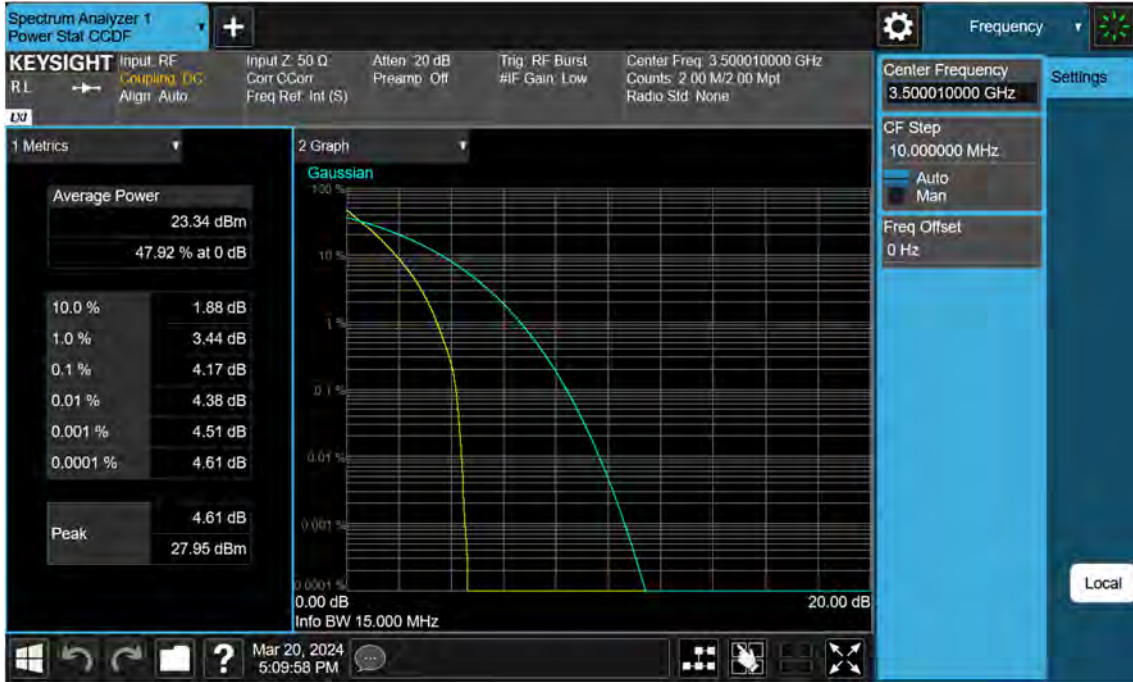 Spectrum Analyzer 1
Power Stat CCDF
+
Frequency
KEYSIGHT
RL
LXI
Input: RF
Coupling: DC
Align: Auto
Input Z: 50 Ω
Corr CCorr
Freq Ref: Int (S)
Atten: 20 dB
Preamp: Off
Trig: RF Burst
#IF Gain: Low
Center Freq: 3.500010000 GHz
Counts: 2.00 M/2.00 Mpt
Radio Std: None
Center Frequency
3.500010000 GHz
Settings
CF Step
10.000000 MHz
Auto
Man
Freq Offset
0 Hz
1 Metrics
Average Power
23.34 dBm
47.92 % at 0 dB
10.0 % 1.88 dB
1.0 % 3.44 dB
0.1 % 4.17 dB
0.01 % 4.38 dB
0.001 % 4.51 dB
0.0001 % 4.61 dB
Peak
4.61 dB
27.95 dBm
2 Graph
Gaussian
100 %
10 %
1 %
0.1 %
0.01 %
0.001 %
0.0001 %
0.00 dB 20.00 dB
Info BW 15.000 MHz
Local
?
Mar 20, 2024
5:09:58 PM